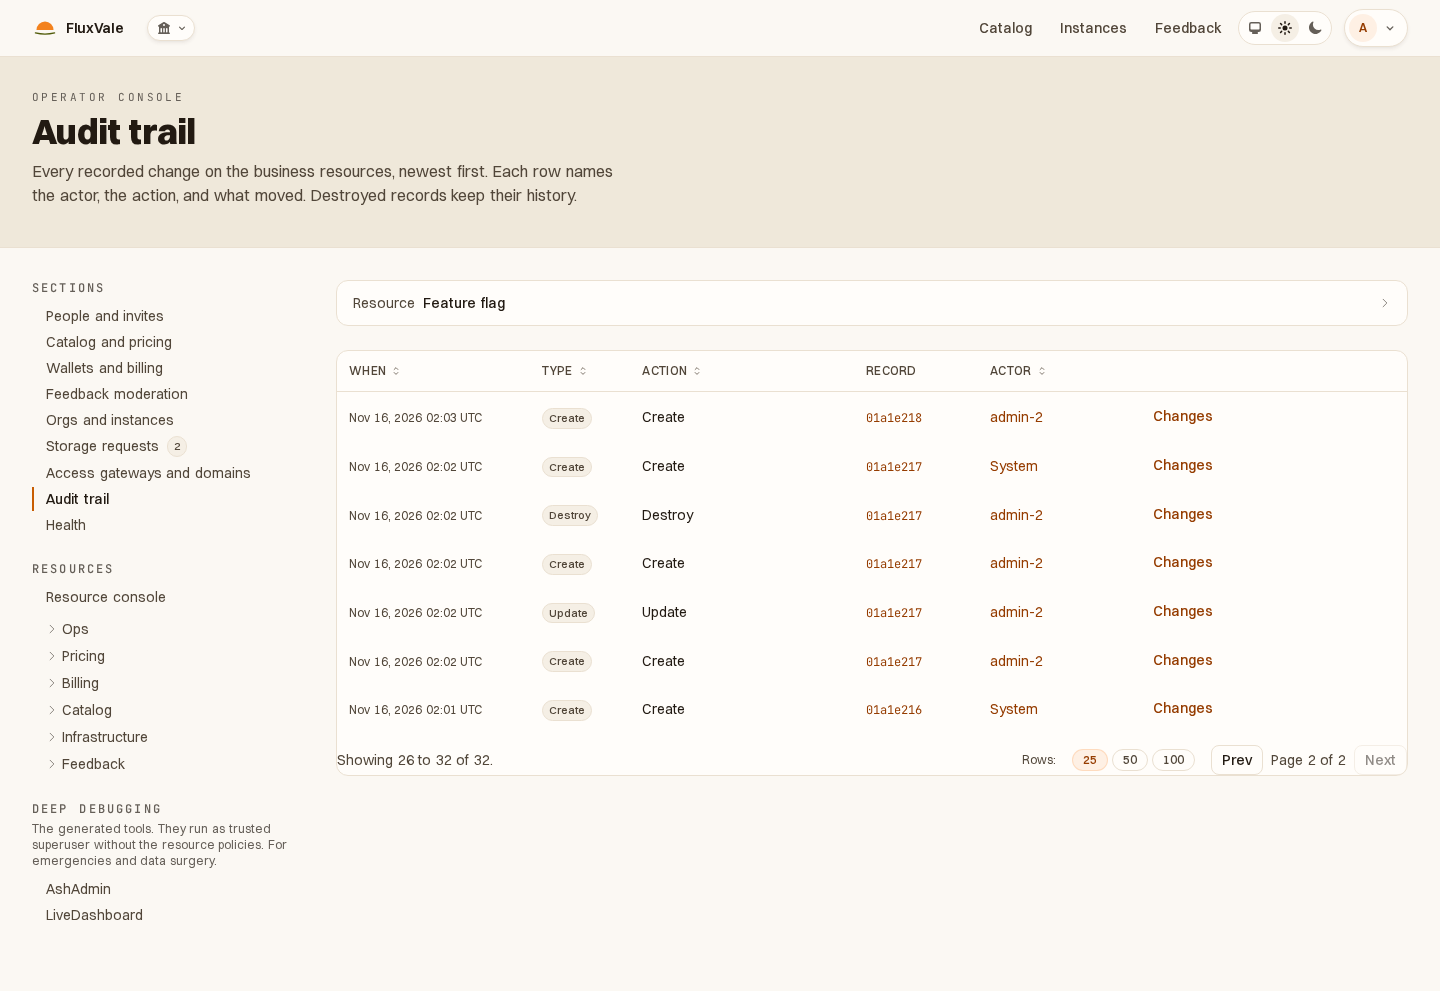 FluxVale
Catalog
Instances
Feedback
A
OPERATOR CONSOLE
Audit trail
Every recorded change on the business resources, newest first. Each row names
the actor, the action, and what moved. Destroyed records keep their history.
SECTIONS
People and invites
Catalog and pricing
Wallets and billing
Feedback moderation
Orgs and instances
Storage requests 2
Access gateways and domains
Audit trail
Health
RESOURCES
Resource console
Ops
Pricing
Billing
Catalog
Infrastructure
Feedback
DEEP DEBUGGING
The generated tools. They run as trusted
superuser without the resource policies. For
emergencies and data surgery.
AshAdmin
LiveDashboard
Resource Feature flag
WHEN TYPE ACTION RECORD ACTOR
Nov 16, 2026 02:03 UTC Create Create 01a1e218 admin-2 Changes
Nov 16, 2026 02:02 UTC Create Create 01a1e217 System Changes
Nov 16, 2026 02:02 UTC Destroy Destroy 01a1e217 admin-2 Changes
Nov 16, 2026 02:02 UTC Create Create 01a1e217 admin-2 Changes
Nov 16, 2026 02:02 UTC Update Update 01a1e217 admin-2 Changes
Nov 16, 2026 02:02 UTC Create Create 01a1e217 admin-2 Changes
Nov 16, 2026 02:01 UTC Create Create 01a1e216 System Changes
Showing 26 to 32 of 32. Rows: 25 50 100 Prev Page 2 of 2 Next